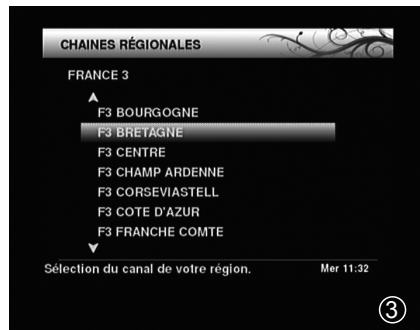 CHAINES RÉGIONALES
FRANCE 3
F3 BOURGOGNE
F3 BRETAGNE
F3 CENTRE
F3 CHAMP ARDENNE
F3 CORSEVIASTELL
F3 COTE D'AZUR
F3 FRANCHE COMTE
Sélection du canal de votre région. Mer 11:32
3